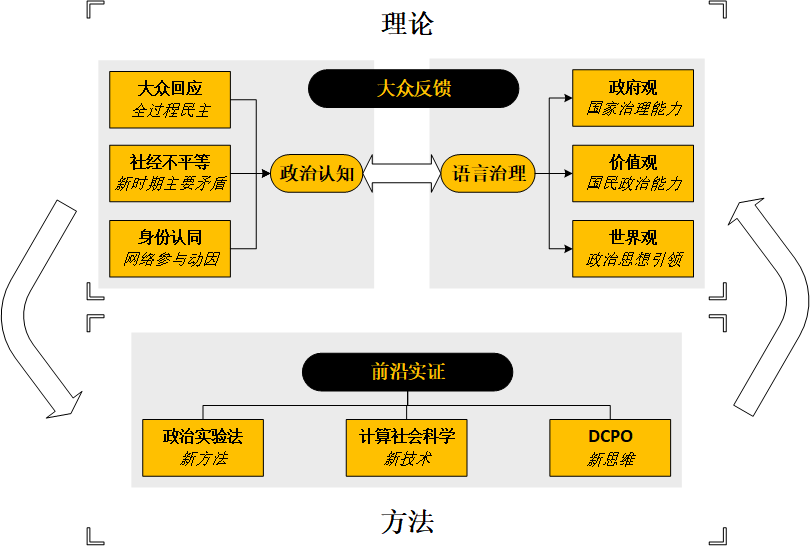 理论
大众反馈
大众回应
全过程民主
社经不平等
新时期主要矛盾
身份认同
网络参与动因
政治认知
语言治理
政府观
国家治理能力
价值观
国民政治能力
世界观
政治思想引领
前沿实证
政治实验法
新方法
计算社会科学
新技术
DCPO
新思维
方法